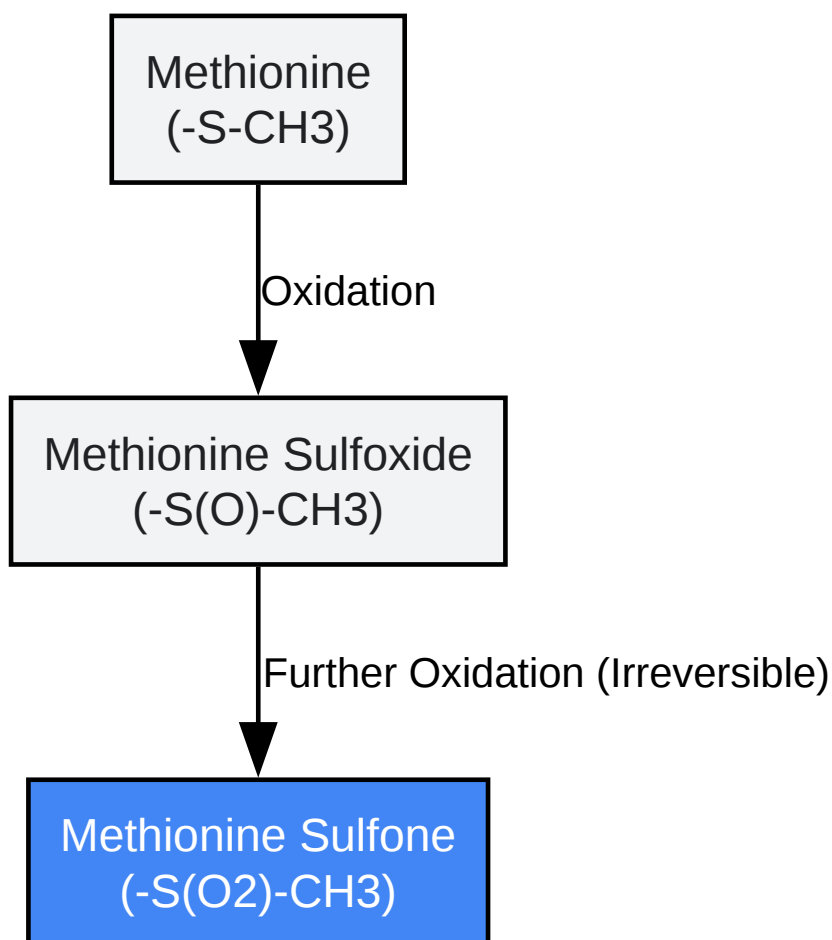 Methionine
(-S-CH3)
Oxidation
Methionine Sulfoxide
(-S(O)-CH3)
Further Oxidation (Irreversible)
Methionine Sulfone
(-S(O2)-CH3)